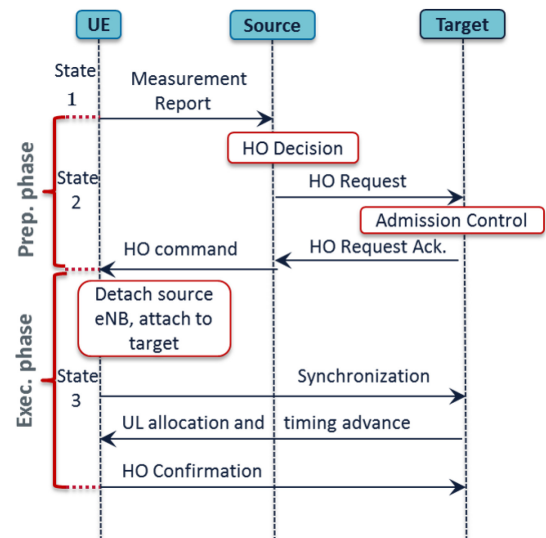 UE Source Target
State
1
Measurement
Report
HO Decision
Prep. phase
State
2
HO Request
Admission Control
HO Request Ack.
HO command
Detach source
eNB, attach to
target
Exec. phase
State
3
Synchronization
UL allocation and timing advance
HO Confirmation